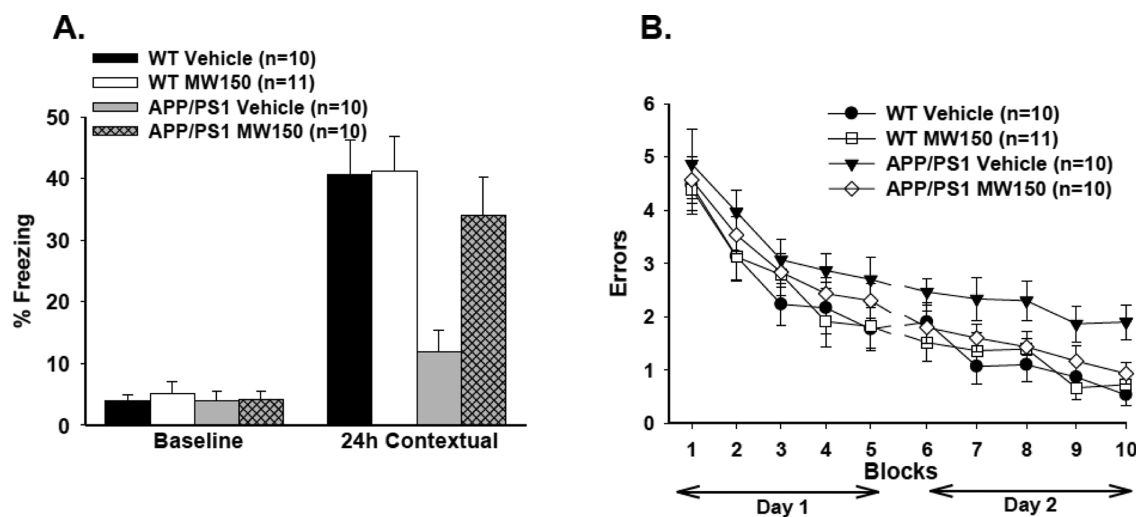 A.
WT Vehicle (n=10)
WT MW150 (n=11)
APP/PS1 Vehicle (n=10)
APP/PS1 MW150 (n=10)
50
40
30
20
10
0
% Freezing
Baseline
24h Contextual
B.
WT Vehicle (n=10)
WT MW150 (n=11)
APP/PS1 Vehicle (n=10)
APP/PS1 MW150 (n=10)
6
5
4
3
2
1
0
Errors
1 2 3 4 5 6 7 8 9 10
Blocks
Day 1
Day 2